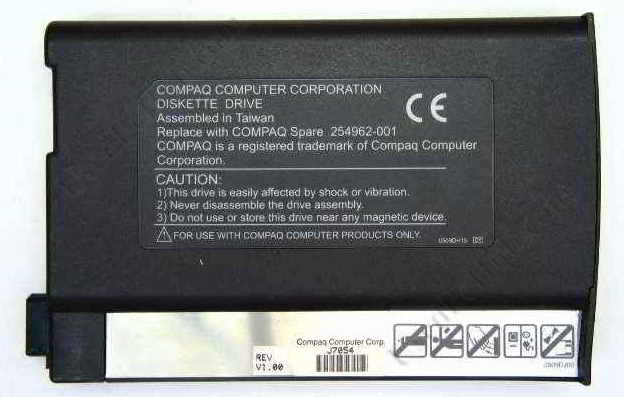 COMPAQ COMPUTER CORPORATION
DISKETTE DRIVE
Assembled in Taiwan
Replace with COMPAQ Spare 254962-001
COMPAQ is a registered trademark of Compaq Computer
Corporation.
CE
CAUTION:
1)This drive is easily affected by shock or vibration.
2) Never disassemble the drive assembly.
3) Do not use or store this drive near any magnetic device.
FOR USE WITH COMPAQ COMPUTER PRODUCTS ONLY.
Compaq Computer Corp.
J7054
REV
V1.00